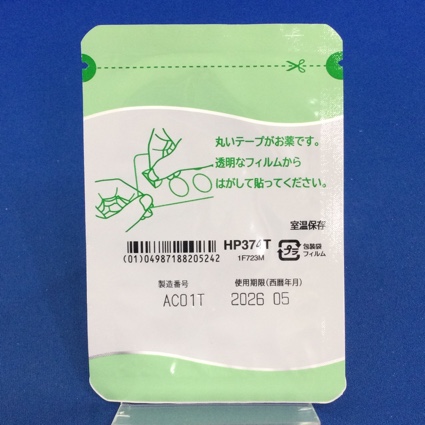 丸いテープがお薬です。
透明なフィルムから
はがして貼ってください。
室温保存
HP374T
1F723M
(01)04987188205242
プラ
包装袋
フィルム
製造番号
使用期限(西暦年月)
AC01T
2026 05